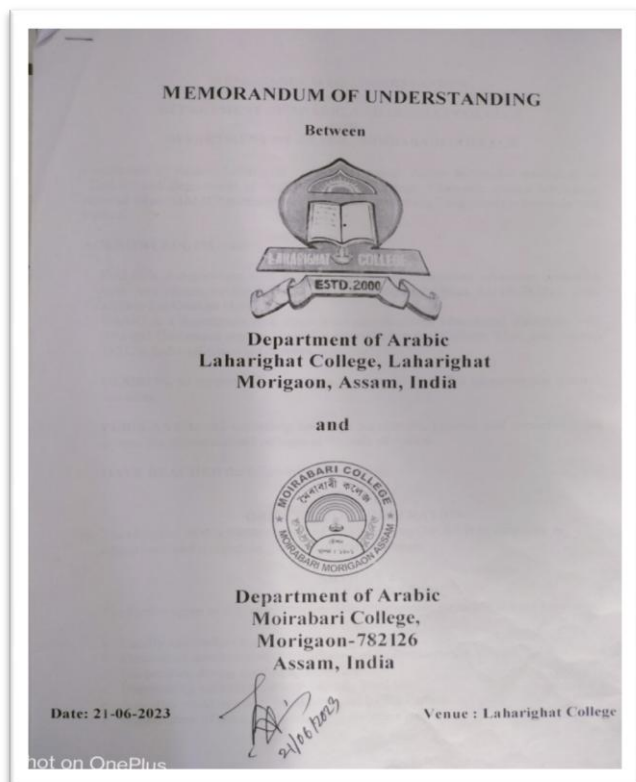 MEMORANDUM OF UNDERSTANDING
Between
LAHARIGHAT COLLEGE
ESTD.2000
Department of Arabic
Laharighat College, Laharighat
Morigaon, Assam, India
and
MOIRABARI COLLEGE
মৈৰাবাৰী কলেজ
MOIRABARI MORIGAON ASSAM
Department of Arabic
Moirabari College,
Morigaon-782126
Assam, India
21/06/2023
Date: 21-06-2023
Venue : Laharighat College
hot on OnePlus